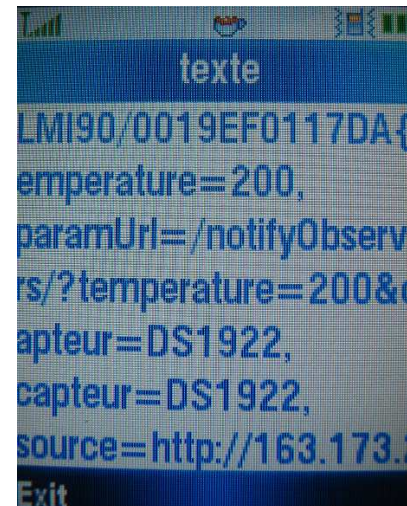 texte
LMI90/0019EF0117DA{
emperature=200,
paramUrl=/notifyObserv
rs/?temperature=200&
apteur=DS1922,
capteur=DS1922,
source=http://163.173.
Exit